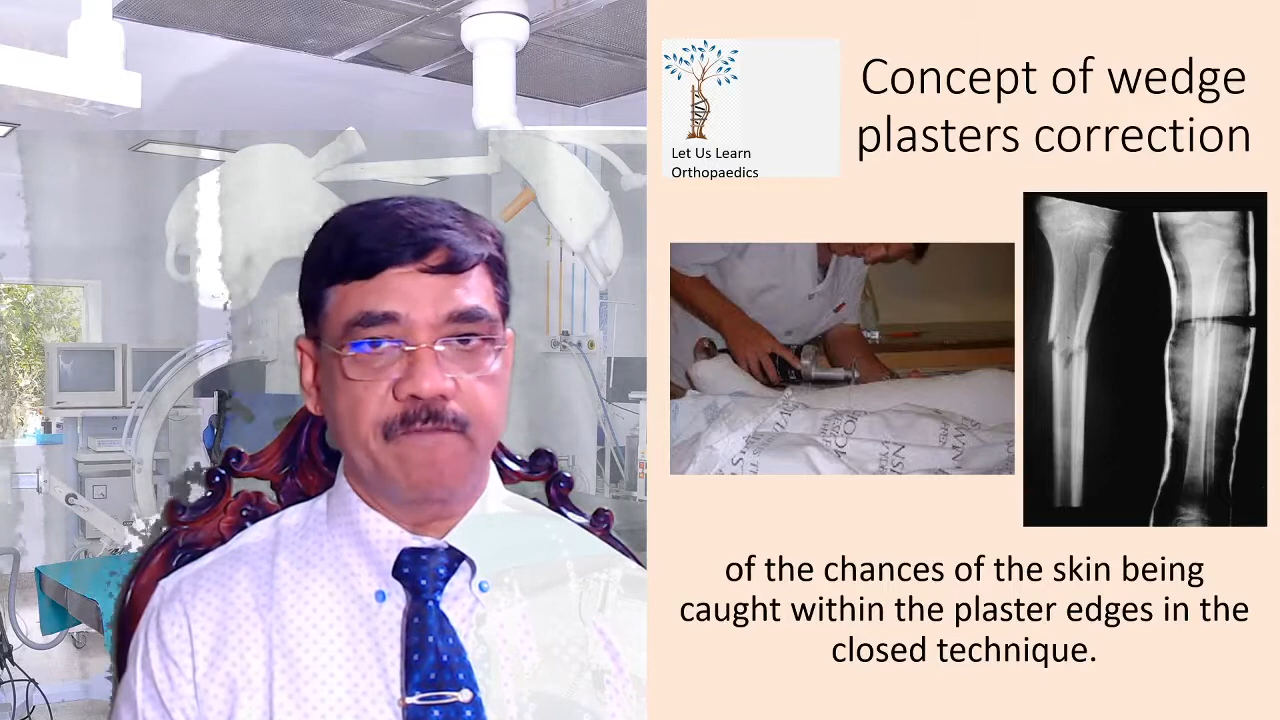 Let Us Learn
Orthopaedics
Concept of wedge
plasters correction
of the chances of the skin being
caught within the plaster edges in the
closed technique.